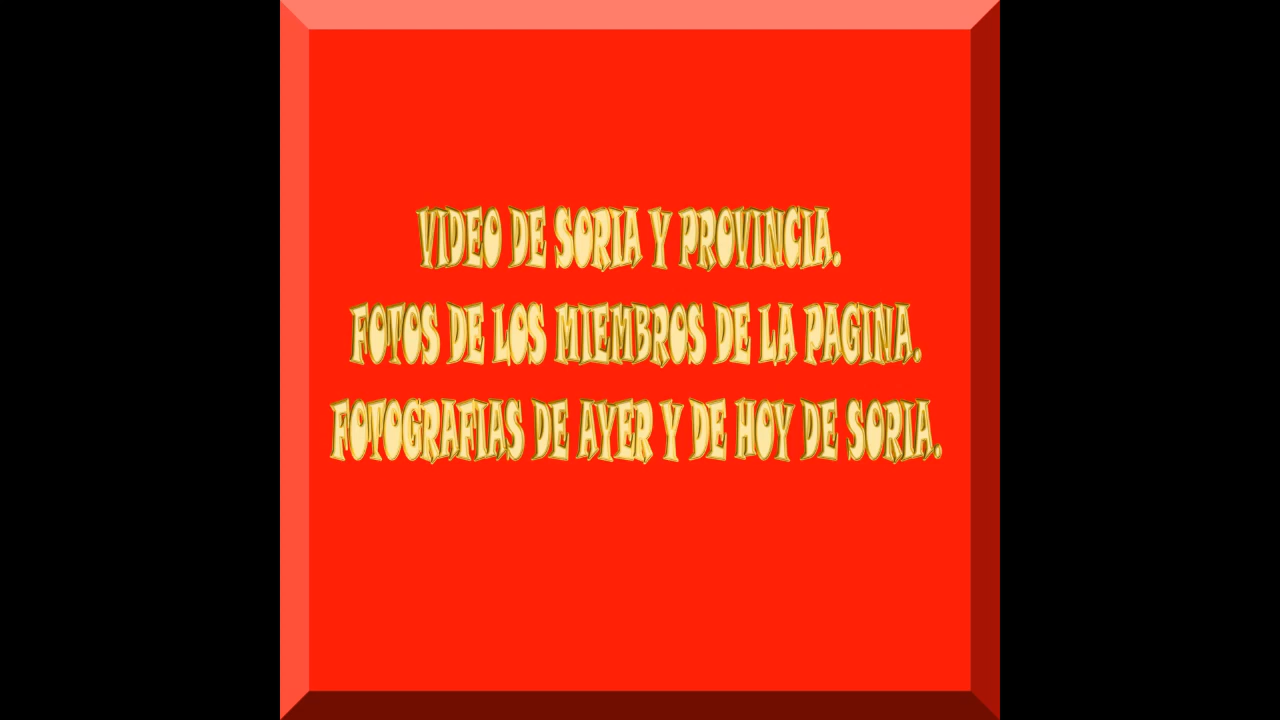 VIDEO DE SORIA Y PROVINCIA.
FOTOS DE LOS MIEMBROS DE LA PAGINA.
FOTOGRAFIAS DE AYER Y DE HOY DE SORIA.